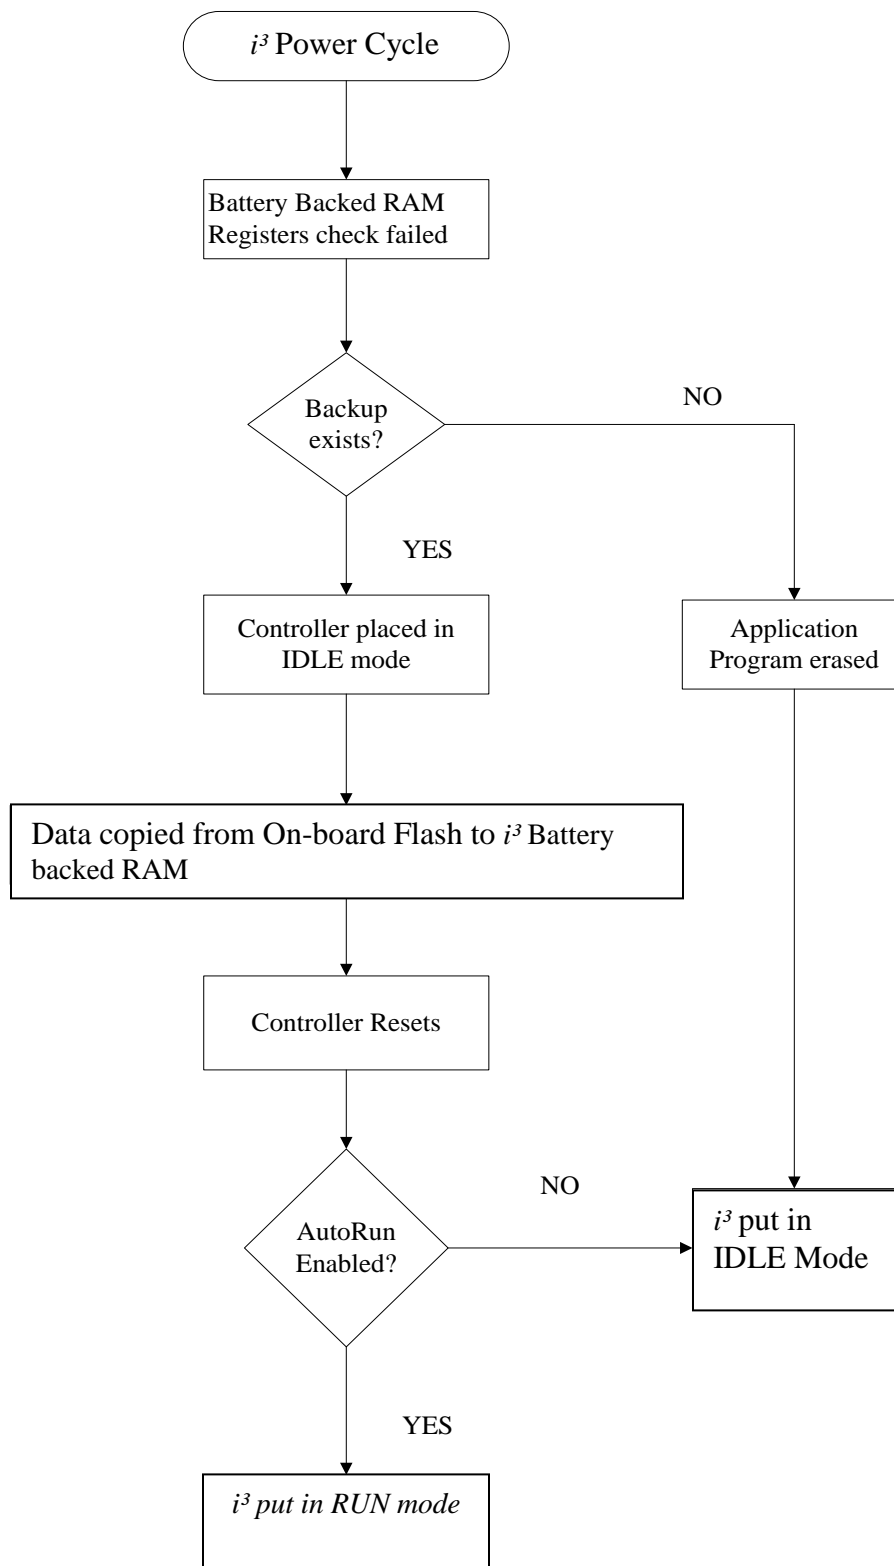 i³ Power Cycle
Battery Backed RAM
Registers check failed
Backup
exists?
NO
YES
Controller placed in
IDLE mode
Application
Program erased
Data copied from On-board Flash to i³ Battery
backed RAM
Controller Resets
NO
AutoRun
Enabled?
i³ put in
IDLE Mode
YES
i³ put in RUN mode